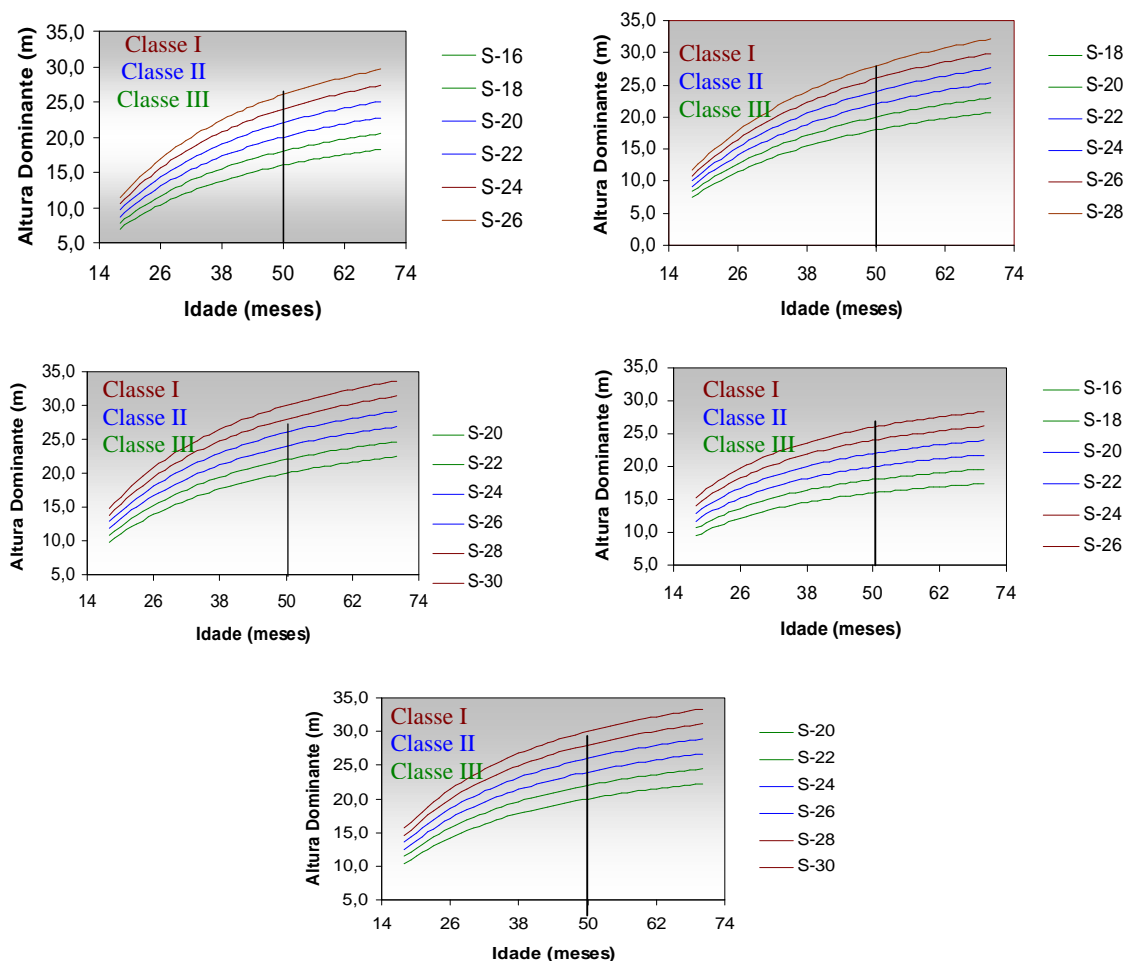 Altura Dominante (m)
35,0
30,0
25,0
20,0
15,0
10,0
5,0
Classe I
Classe II
Classe III
14 26 38 50 62 74
Idade (meses)
S-16
S-18
S-20
S-22
S-24
S-26
Altura Dominante (m)
35,0
30,0
25,0
20,0
15,0
10,0
5,0
0,0
Classe I
Classe II
Classe III
14 26 38 50 62 74
Idade (meses)
S-18
S-20
S-22
S-24
S-26
S-28
Altura Dominante (m)
35,0
30,0
25,0
20,0
15,0
10,0
5,0
Classe I
Classe II
Classe III
14 26 38 50 62 74
Idade (meses)
S-20
S-22
S-24
S-26
S-28
S-30
Altura Dominante (m)
35,0
30,0
25,0
20,0
15,0
10,0
5,0
Classe I
Classe II
Classe III
14 26 38 50 62 74
Idade (meses)
S-16
S-18
S-20
S-22
S-24
S-26
Altura Dominante (m)
35,0
30,0
25,0
20,0
15,0
10,0
5,0
Classe I
Classe II
Classe III
14 26 38 50 62 74
Idade (meses)
S-20
S-22
S-24
S-26
S-28
S-30